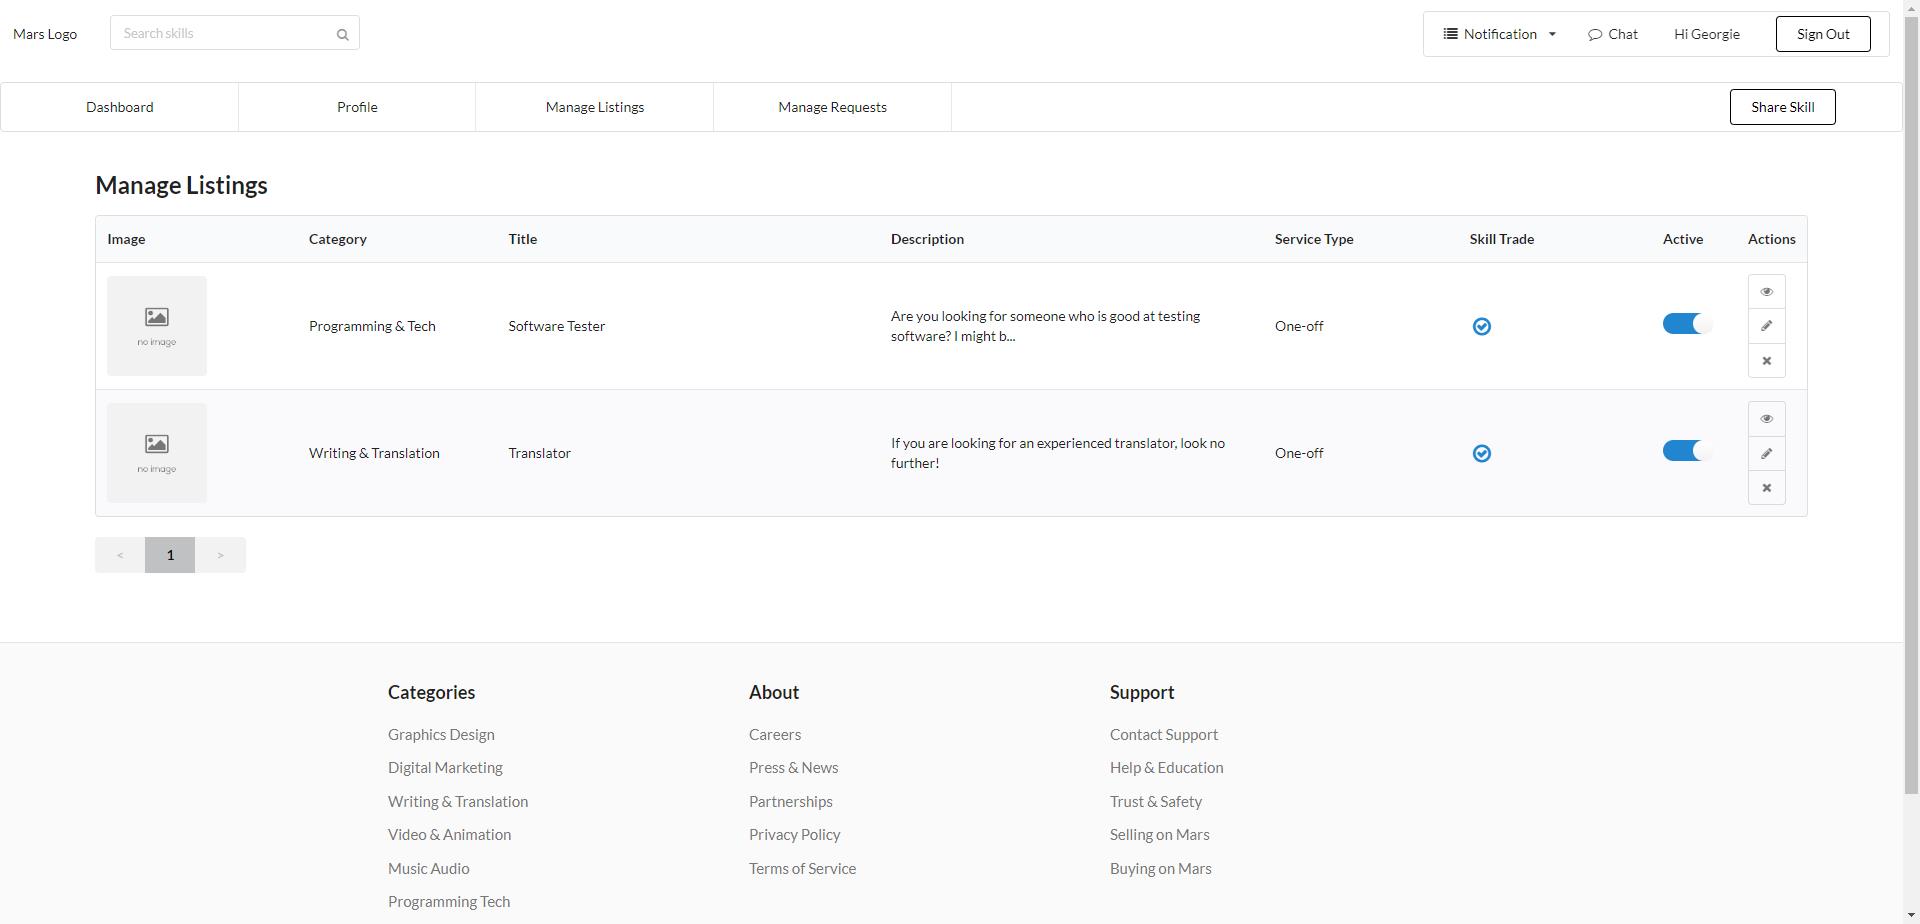 Mars Logo
Search skills
Notification
Chat
Hi Georgie
Sign Out
Dashboard
Profile
Manage Listings
Manage Requests
Share Skill
Manage Listings
Image Category Title Description Service Type Skill Trade Active Actions
no image
Programming & Tech
Software Tester
Are you looking for someone who is good at testing
software? I might b...
One-off
no image
Writing & Translation
Translator
If you are looking for an experienced translator, look no
further!
One-off
< 1 >
Categories
Graphics Design
Digital Marketing
Writing & Translation
Video & Animation
Music Audio
Programming Tech
About
Careers
Press & News
Partnerships
Privacy Policy
Terms of Service
Support
Contact Support
Help & Education
Trust & Safety
Selling on Mars
Buying on Mars